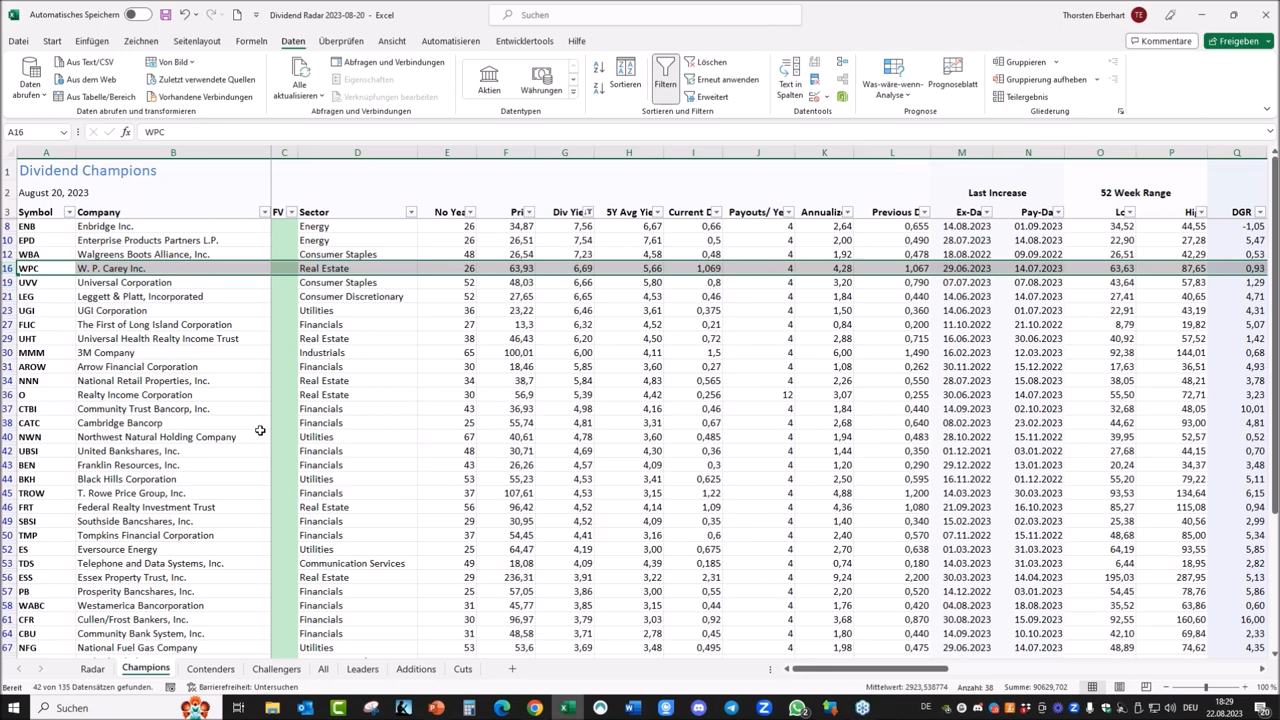 Automatisches Speichern Dividend Radar 2023-08-20 - Excel Suchen Thorsten Eberhart TE
Datei Start Einfügen Zeichnen Seitenlayout Formeln Daten Überprüfen Ansicht Automatisieren Entwicklertools Hilfe Kommentare Freigeben
Daten abrufen Aus Text/CSV Aus dem Web Aus Tabelle/Bereich Von Bild Zuletzt verwendete Quellen Vorhandene Verbindungen
Alle aktualisieren Abfragen und Verbindungen Eigenschaften Verknüpfungen bearbeiten
Aktien Währungen Sortieren Filtern Löschen Erneut anwenden Erweitert
Text in Spalten Was-wäre-wenn-Analyse Prognoseblatt Gruppieren Gruppierung aufheben Teilergebnis
Daten abrufen und transformieren Abfragen und Verbindungen Datentypen Sortieren und Filtern Datentools Prognose Gliederung
A16 fx WPC
A B C D E F G H I J K L M N O P Q
1 Dividend Champions
2 August 20, 2023 Last Increase 52 Week Range
3 Symbol Company FV Sector No Yea Pri Div Yie 5Y Avg Yie Current D Payouts/ Ye Annualiz Previous D Ex-Da Pay-Da Lo Hi DGR
8 ENB Enbridge Inc. Energy 26 34,87 7,56 6,67 0,66 4 2,64 0,655 14.08.2023 01.09.2023 34,52 44,55 -1,05
10 EPD Enterprise Products Partners L.P. Energy 26 26,51 7,54 7,61 0,5 4 2,00 0,490 28.07.2023 14.08.2023 22,90 27,28 5,47
12 WBA Walgreens Boots Alliance, Inc. Consumer Staples 48 26,54 7,23 4,58 0,48 4 1,92 0,478 18.08.2022 09.09.2022 26,51 42,29 0,53
16 WPC W. P. Carey Inc. Real Estate 26 63,93 6,69 5,66 1,069 4 4,28 1,067 29.06.2023 14.07.2023 63,63 87,65 0,93
19 UVV Universal Corporation Consumer Staples 52 48,03 6,66 5,80 0,8 4 3,20 0,790 07.07.2023 07.08.2023 43,64 57,83 1,29
21 LEG Leggett & Platt, Incorporated Consumer Discretionary 52 27,65 6,65 4,53 0,46 4 1,84 0,440 14.06.2023 14.07.2023 27,41 40,65 4,71
23 UGI UGI Corporation Utilities 36 23,22 6,46 3,61 0,375 4 1,50 0,360 14.06.2023 01.07.2023 22,91 43,19 4,31
27 FLIC The First of Long Island Corporation Financials 27 13,3 6,32 4,52 0,21 4 0,84 0,200 11.10.2022 21.10.2022 8,79 19,82 5,07
29 UHT Universal Health Realty Income Trust Real Estate 38 46,43 6,20 4,50 0,72 4 2,88 0,715 16.06.2023 30.06.2023 40,92 57,52 1,42
30 MMM 3M Company Industrials 65 100,01 6,00 4,11 1,5 4 6,00 1,490 16.02.2023 12.03.2023 92,38 144,01 0,68
31 AROW Arrow Financial Corporation Financials 30 18,46 5,85 3,60 0,27 4 1,08 0,262 30.11.2022 15.12.2022 17,63 36,51 4,93
34 NNN National Retail Properties, Inc. Real Estate 34 38,7 5,84 4,83 0,565 4 2,26 0,550 28.07.2023 15.08.2023 38,05 48,21 3,78
36 O Realty Income Corporation Real Estate 30 56,9 5,39 4,42 0,256 12 3,07 0,255 30.06.2023 14.07.2023 55,50 72,71 3,23
37 CTBI Community Trust Bancorp, Inc. Financials 43 36,93 4,98 4,16 0,46 4 1,84 0,440 14.09.2023 02.10.2023 32,68 48,05 10,01
38 CATC Cambridge Bancorp Financials 25 55,74 4,81 3,31 0,67 4 2,68 0,640 08.02.2023 23.02.2023 44,62 93,00 4,81
40 NWN Northwest Natural Holding Company Utilities 67 40,61 4,78 3,60 0,485 4 1,94 0,483 28.10.2022 15.11.2022 39,95 52,57 0,52
42 UBSI United Bankshares, Inc. Financials 48 30,71 4,69 4,30 0,36 4 1,44 0,350 01.12.2021 03.01.2022 27,68 44,15 0,70
43 BEN Franklin Resources, Inc. Financials 43 26,26 4,57 4,09 0,3 4 1,20 0,290 29.12.2022 13.01.2023 20,24 34,37 3,48
44 BKH Black Hills Corporation Utilities 53 55,23 4,53 3,41 0,625 4 2,50 0,595 16.11.2022 01.12.2022 55,20 79,22 5,11
45 TROW T. Rowe Price Group, Inc. Financials 37 107,61 4,53 3,15 1,22 4 4,88 1,200 14.03.2023 30.03.2023 93,53 134,64 6,15
46 FRT Federal Realty Investment Trust Real Estate 56 96,42 4,52 4,14 1,09 4 4,36 1,080 21.09.2023 16.10.2023 85,27 115,08 0,94
49 SBSI Southside Bancshares, Inc. Financials 29 30,95 4,52 4,09 0,35 4 1,40 0,340 15.02.2023 02.03.2023 25,38 40,56 2,99
50 TMP Tompkins Financial Corporation Financials 37 54,45 4,41 3,16 0,6 4 2,40 0,570 07.11.2022 15.11.2022 48,68 85,00 5,34
52 ES Eversource Energy Utilities 25 64,47 4,19 3,00 0,675 4 2,70 0,638 01.03.2023 31.03.2023 64,19 93,55 5,85
53 TDS Telephone and Data Systems, Inc. Communication Services 49 18,08 4,09 4,39 0,185 4 0,74 0,180 14.03.2023 31.03.2023 6,44 18,95 2,82
56 ESS Essex Property Trust, Inc. Real Estate 29 236,31 3,91 3,22 2,31 4 9,24 2,200 30.03.2023 14.04.2023 195,03 287,95 5,13
57 PB Prosperity Bancshares, Inc. Financials 25 57,05 3,86 3,00 0,55 4 2,20 0,520 14.12.2022 03.01.2023 54,45 78,76 5,86
58 WABC Westamerica Bancorporation Financials 31 45,77 3,85 3,15 0,44 4 1,76 0,420 04.08.2023 18.08.2023 35,52 63,86 0,60
61 CFR Cullen/Frost Bankers, Inc. Financials 30 96,97 3,79 3,03 0,92 4 3,68 0,870 30.08.2023 15.09.2023 92,55 160,60 16,00
64 CBU Community Bank System, Inc. Financials 31 48,58 3,71 2,78 0,45 4 1,80 0,440 14.09.2023 10.10.2023 42,10 69,84 2,33
67 NFG National Fuel Gas Company Utilities 53 53,6 3,69 3,28 0,495 4 1,98 0,475 29.06.2023 14.07.2023 48,89 74,62 4,35
Radar Champions Contenders Challengers All Leaders Additions Cuts
Bereit 42 von 135 Datensätzen gefunden. Barrierefreiheit: Untersuchen Mittelwert: 2923,538774 Anzahl: 38 Summe: 90629,702 100 %
Suchen DE 18:29
22.08.2023